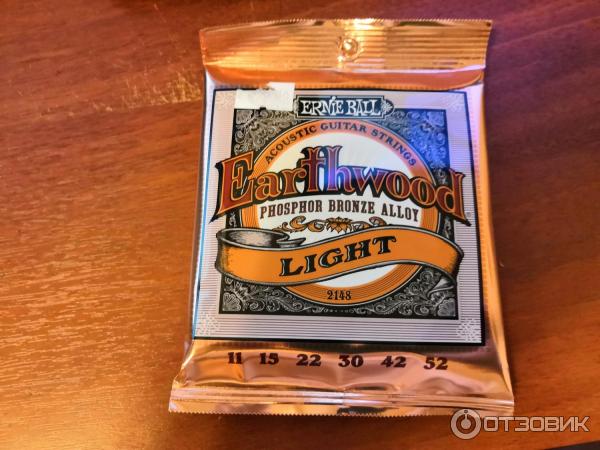 ERNIE BALL
ACOUSTIC GUITAR STRINGS
Earthwood
PHOSPHOR BRONZE ALLOY
LIGHT
2148
11 15 22 30 42 52
ОТЗОВИК